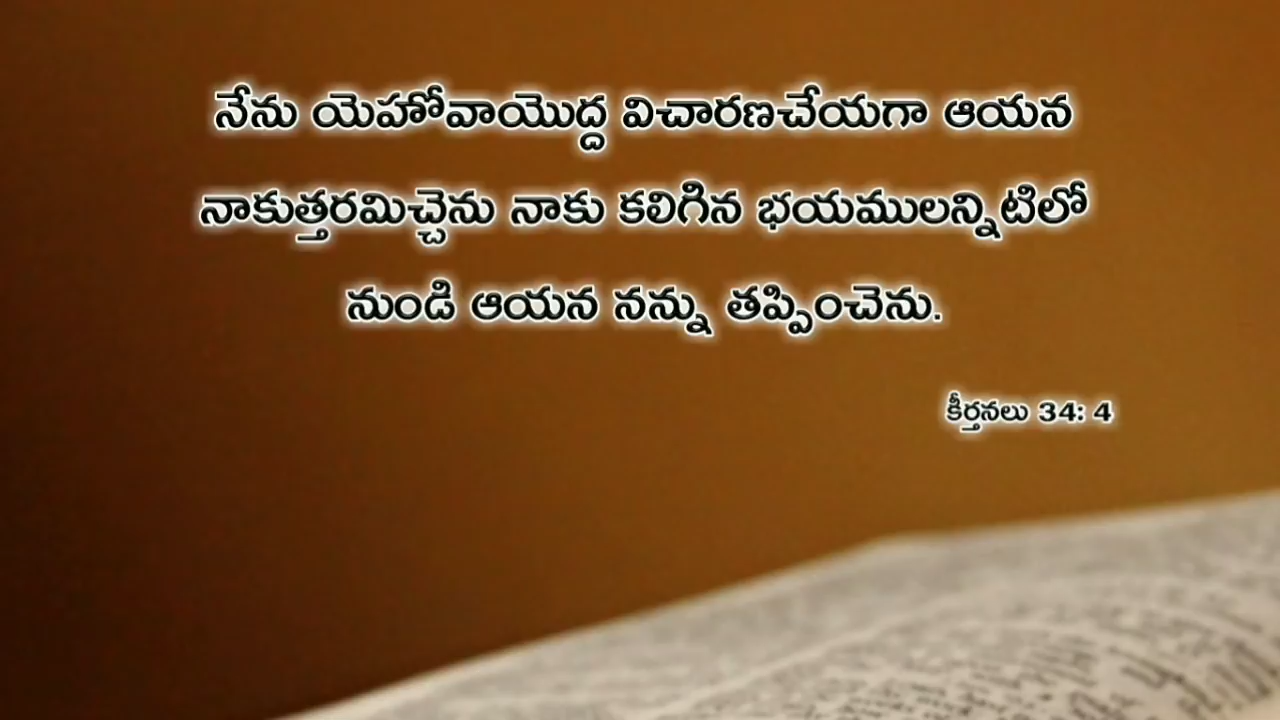 నేను యెహోవాయొద్ద విచారణచేయగా ఆయన
నాకుత్తరమిచ్చెను నాకు కలిగిన భయములన్నిటిలో
నుండి ఆయన నన్ను తప్పించెను.
కీర్తనలు 34: 4